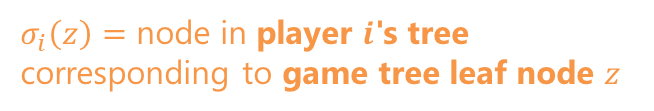 σᵢ(z) = node in player i's tree
corresponding to game tree leaf node z